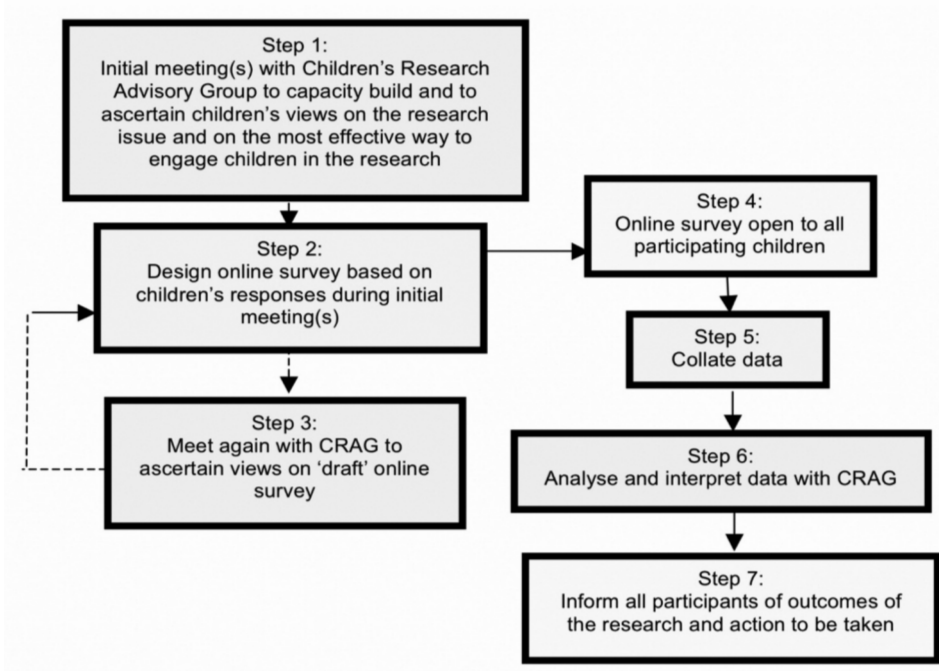 Step 1:
Initial meeting(s) with Children's Research
Advisory Group to capacity build and to
ascertain children's views on the research
issue and on the most effective way to
engage children in the research
Step 2:
Design online survey based on
children's responses during initial
meeting(s)
Step 3:
Meet again with CRAG to
ascertain views on 'draft' online
survey
Step 4:
Online survey open to all
participating children
Step 5:
Collate data
Step 6:
Analyse and interpret data with CRAG
Step 7:
Inform all participants of outcomes of
the research and action to be taken